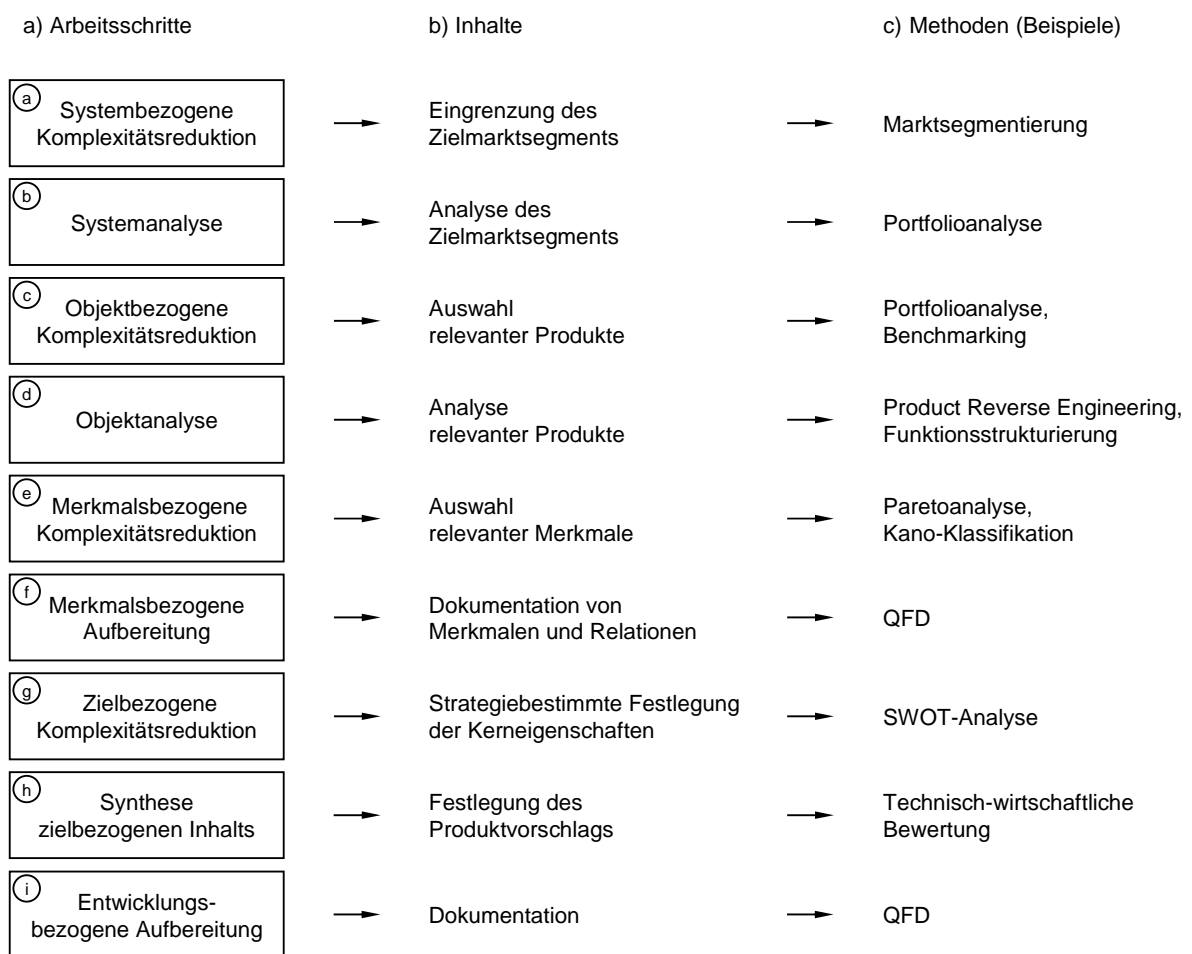 a) Arbeitsschritte
b) Inhalte
c) Methoden (Beispiele)
a
Systembezogene
Komplexitätsreduktion
Eingrenzung des
Zielmarktsegments
Marktsegmentierung
b
Systemanalyse
Analyse des
Zielmarktsegments
Portfolioanalyse
c
Objektbezogene
Komplexitätsreduktion
Auswahl
relevanter Produkte
Portfolioanalyse,
Benchmarking
d
Objektanalyse
Analyse
relevanter Produkte
Product Reverse Engineering,
Funktionsstrukturierung
e
Merkmalsbezogene
Komplexitätsreduktion
Auswahl
relevanter Merkmale
Paretoanalyse,
Kano-Klassifikation
f
Merkmalsbezogene
Aufbereitung
Dokumentation von
Merkmalen und Relationen
QFD
g
Zielbezogene
Komplexitätsreduktion
Strategiebestimmte Festlegung
der Kerneigenschaften
SWOT-Analyse
h
Synthese
zielbezogenen Inhalts
Festlegung des
Produktvorschlags
Technisch-wirtschaftliche
Bewertung
i
Entwicklungs-
bezogene Aufbereitung
Dokumentation
QFD